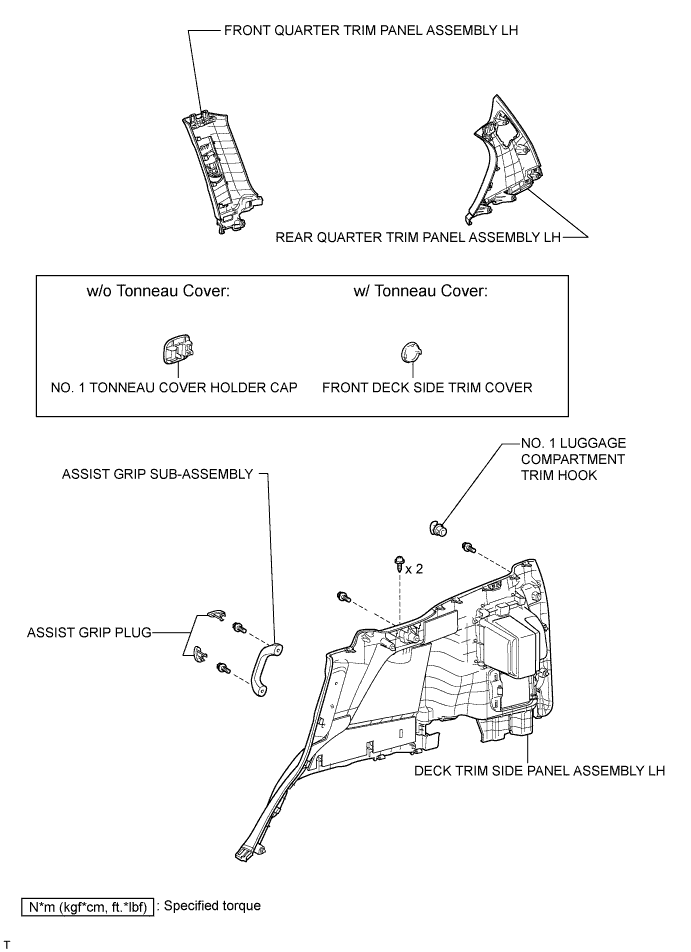 FRONT QUARTER TRIM PANEL ASSEMBLY LH
REAR QUARTER TRIM PANEL ASSEMBLY LH
w/o Tonneau Cover:
w/ Tonneau Cover:
NO. 1 TONNEAU COVER HOLDER CAP
FRONT DECK SIDE TRIM COVER
NO. 1 LUGGAGE
COMPARTMENT
TRIM HOOK
ASSIST GRIP SUB-ASSEMBLY
x 2
ASSIST GRIP PLUG
DECK TRIM SIDE PANEL ASSEMBLY LH
N*m (kgf*cm, ft.*lbf) : Specified torque
T